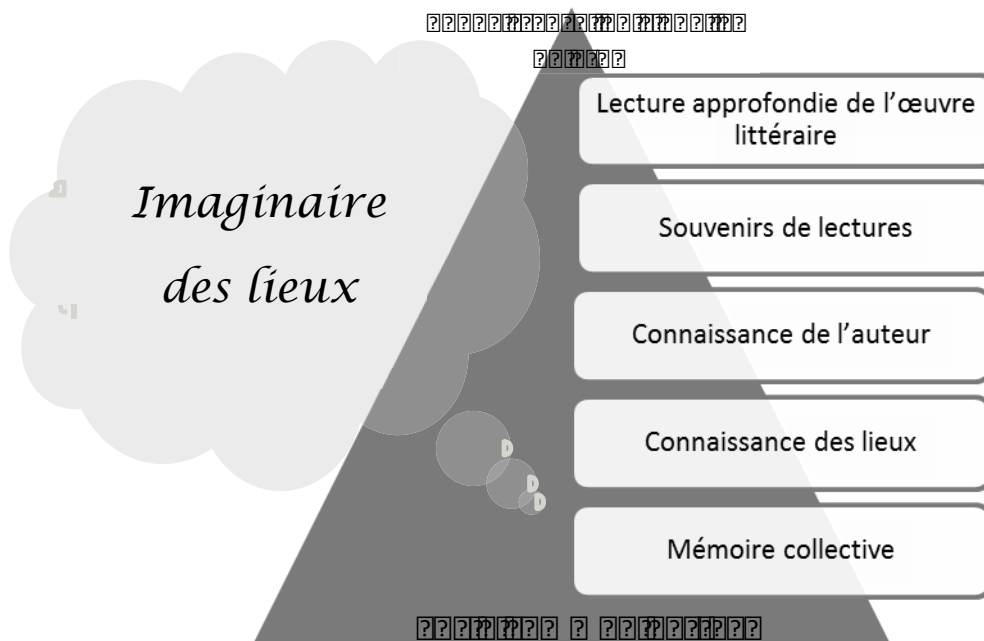 Imaginaire
des lieux
Lecture approfondie de l’œuvre
littéraire
Souvenirs de lectures
Connaissance de l’auteur
Connaissance des lieux
Mémoire collective